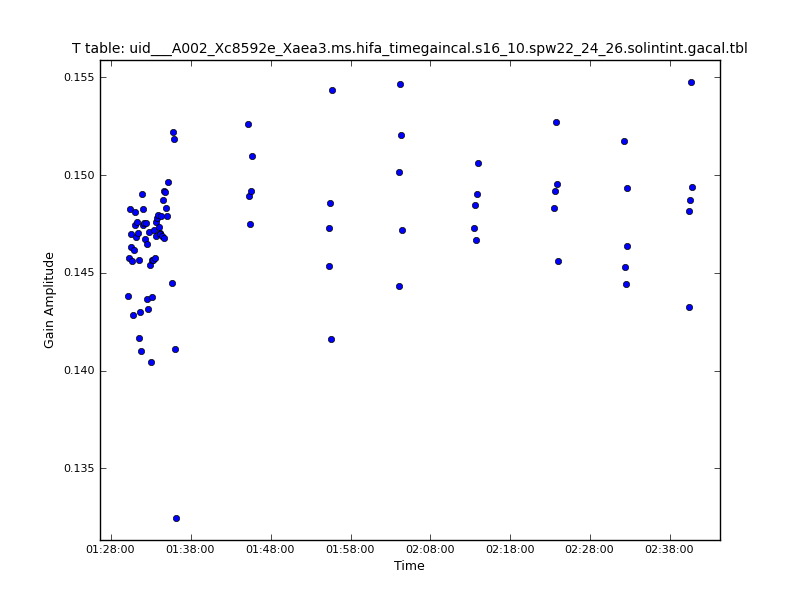 T table: uid___A002_Xc8592e_Xaea3.ms.hifa_timegaincal.s16_10.spw22_24_26.solintint.gacal.tbl
0.155
0.150
0.145
0.140
0.135
Gain Amplitude
01:28:00 01:38:00 01:48:00 01:58:00 02:08:00 02:18:00 02:28:00 02:38:00
Time